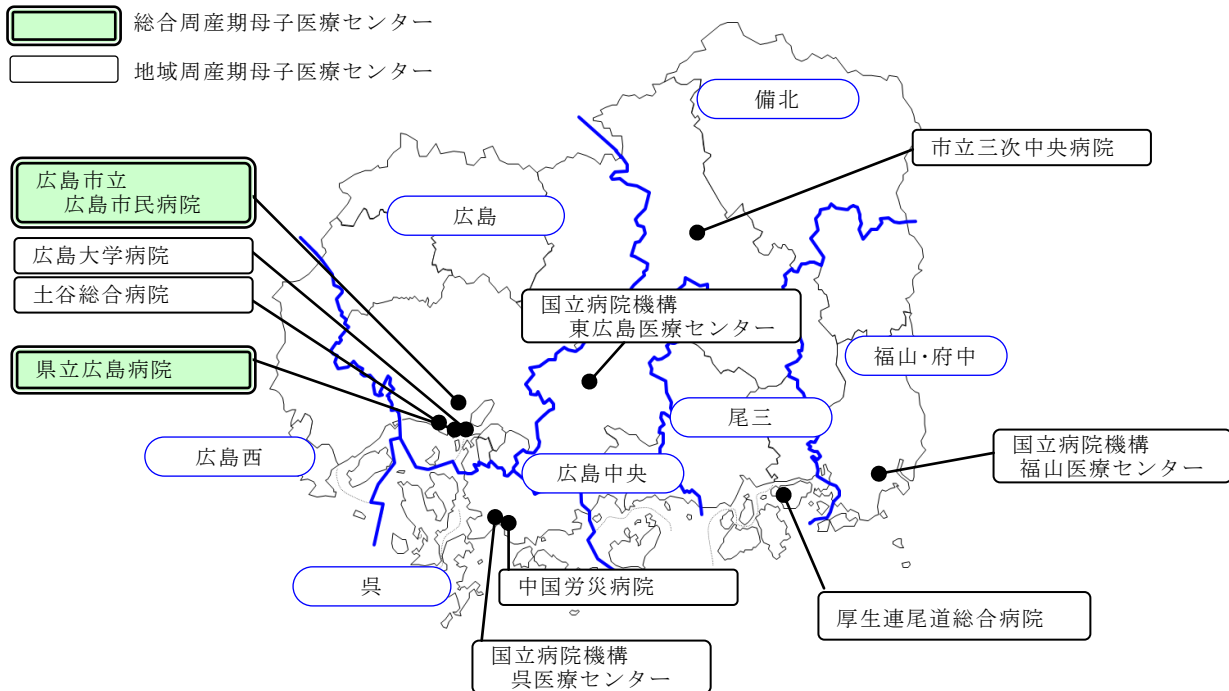 総合周産期母子医療センター
地域周産期母子医療センター
備北
市立三次中央病院
広島市立
広島市民病院
広島
広島大学病院
土谷総合病院
国立病院機構
東広島医療センター
県立広島病院
福山・府中
尾三
広島西
広島中央
国立病院機構
福山医療センター
呉
中国労災病院
厚生連尾道総合病院
国立病院機構
呉医療センター